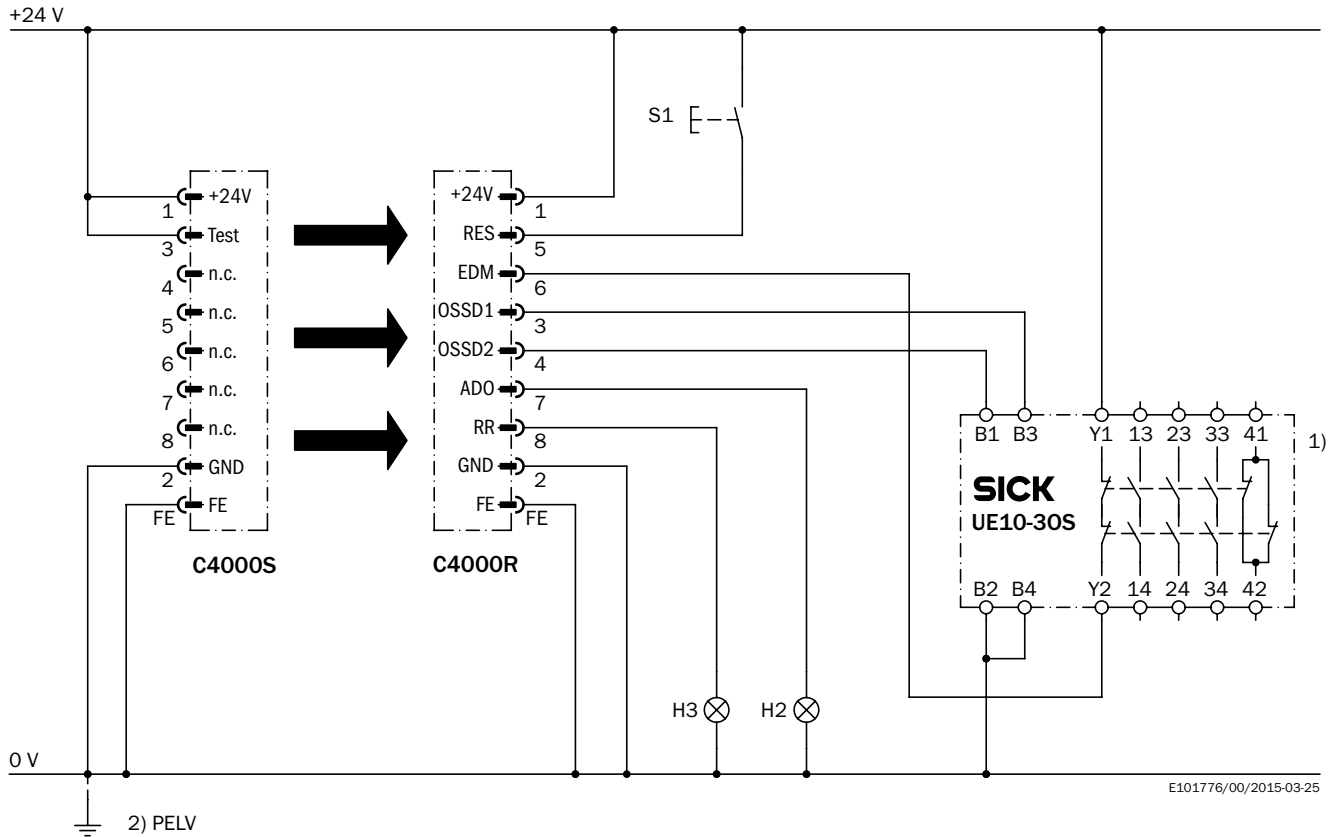 +24 V
S1
+24V
1
Test
3
n.c.
4
n.c.
5
n.c.
6
n.c.
7
n.c.
8
GND
2
FE
FE
C4000S
+24V
1
RES
5
EDM
6
OSSD1
3
OSSD2
4
ADO
7
RR
8
GND
2
FE
FE
C4000R
B1 B3 Y1 13 23 33 41
1)
SICK
UE10-30S
B2 B4 Y2 14 24 34 42
H3
H2
0 V
E101776/00/2015-03-25
2) PELV